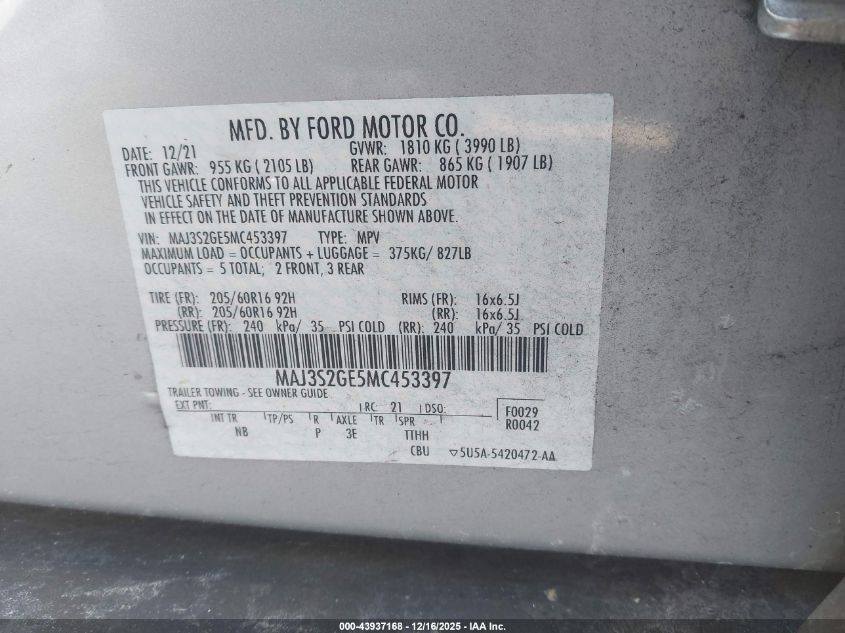 MFD. BY FORD MOTOR CO.
DATE: 12/21 GVWR: 1810 KG ( 3990 LB)
FRONT GAWR: 955 KG ( 2105 LB) REAR GAWR: 865 KG ( 1907 LB)
THIS VEHICLE CONFORMS TO ALL APPLICABLE FEDERAL MOTOR
VEHICLE SAFETY AND THEFT PREVENTION STANDARDS
IN EFFECT ON THE DATE OF MANUFACTURE SHOWN ABOVE.
VIN: MAJ3S2GE5MC453397 TYPE: MPV
MAXIMUM LOAD = OCCUPANTS + LUGGAGE = 375KG/ 827LB
OCCUPANTS = 5 TOTAL; 2 FRONT, 3 REAR
TIRE (FR): 205/60R16 92H RIMS (FR): 16x6.5J
(RR): 205/60R16 92H (RR): 16x6.5J
PRESSURE (FR): 240 kPa/ 35 PSI COLD (RR): 240 kPa/ 35 PSI COLD
MAJ3S2GE5MC453397
TRAILER TOWING - SEE OWNER GUIDE
EXT PNT: RC: 21 DSO: F0029
INT TR TP/PS R AXLE TR SPR R0042
NB P 3E TTHH
CBU ▽5U5A-5420472-AA
000-43937168 - 12/16/2025 - IAA Inc.